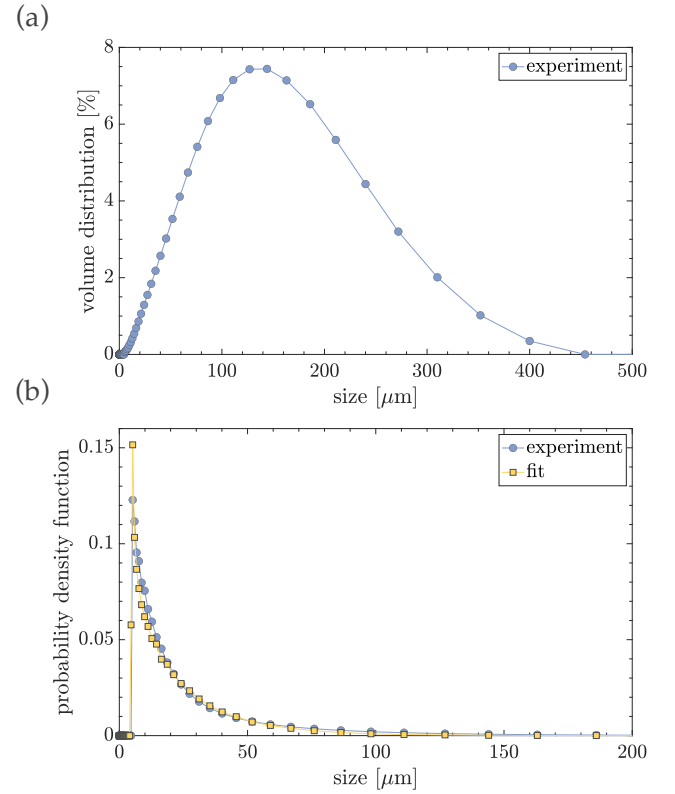 (a)
8
6
4
2
0
volume distribution [%]
experiment
0 100 200 300 400 500
size [μm]
(b)
0.15
0.1
0.05
0
probability density function
experiment
fit
0 50 100 150 200
size [μm]